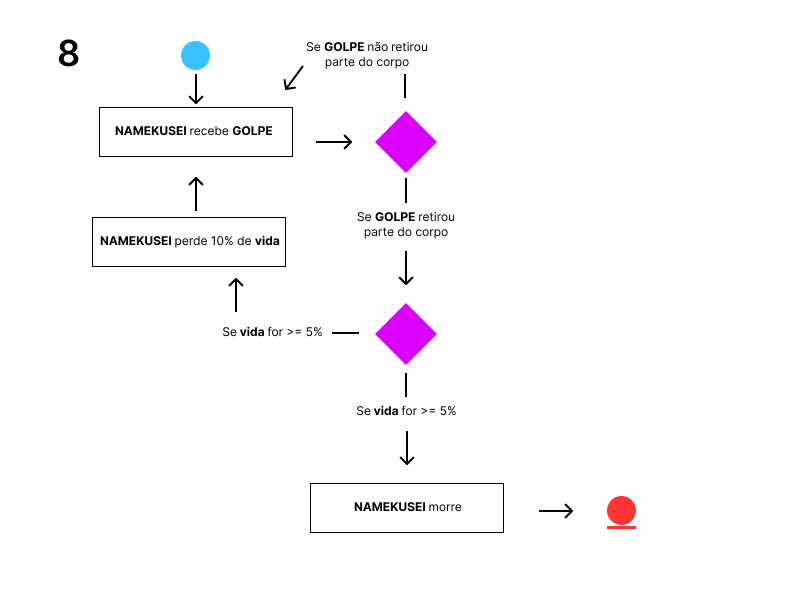 8
Se GOLPE não retirou
parte do corpo
NAMEKUSEI recebe GOLPE
Se GOLPE retirou
parte do corpo
NAMEKUSEI perde 10% de vida
Se vida for >= 5%
Se vida for >= 5%
NAMEKUSEI morre